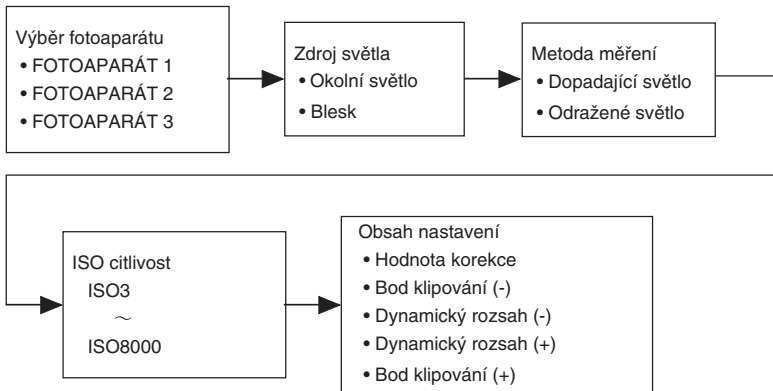 Výběr fotoaparátu
• FOTOAPARÁT 1
• FOTOAPARÁT 2
• FOTOAPARÁT 3
Zdroj světla
• Okolní světlo
• Blesk
Metoda měření
• Dopadající světlo
• Odražené světlo
ISO citlivost
ISO3
～
ISO8000
Obsah nastavení
• Hodnota korekce
• Bod klipování (-)
• Dynamický rozsah (-)
• Dynamický rozsah (+)
• Bod klipování (+)